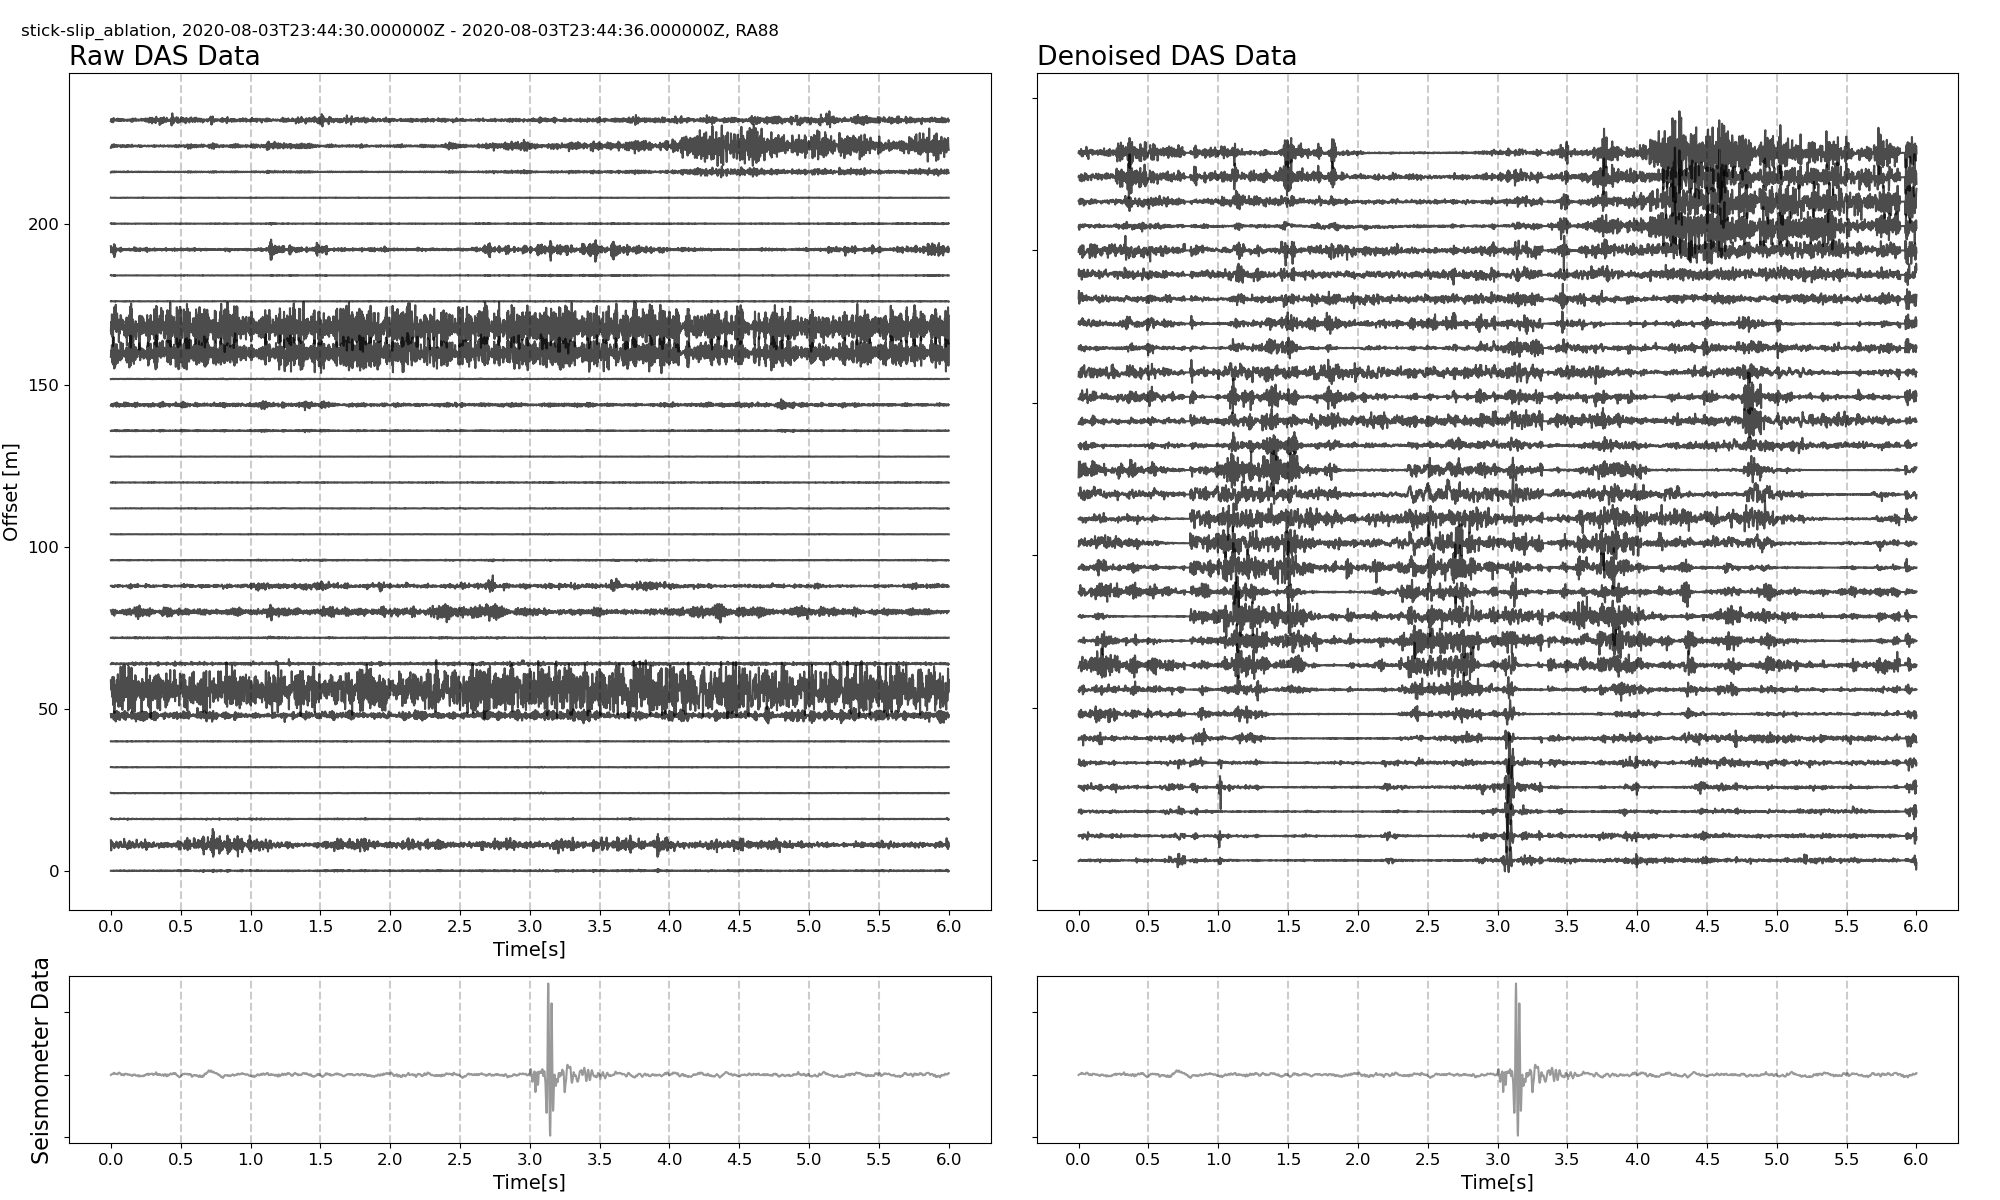 stick-slip_ablation, 2020-08-03T23:44:30.000000Z - 2020-08-03T23:44:36.000000Z, RA88
Raw DAS Data
Denoised DAS Data
Offset [m]
200
150
100
50
0
0.0 0.5 1.0 1.5 2.0 2.5 3.0 3.5 4.0 4.5 5.0 5.5 6.0
Time[s]
0.0 0.5 1.0 1.5 2.0 2.5 3.0 3.5 4.0 4.5 5.0 5.5 6.0
Seismometer Data
0.0 0.5 1.0 1.5 2.0 2.5 3.0 3.5 4.0 4.5 5.0 5.5 6.0
Time[s]
0.0 0.5 1.0 1.5 2.0 2.5 3.0 3.5 4.0 4.5 5.0 5.5 6.0
Time[s]